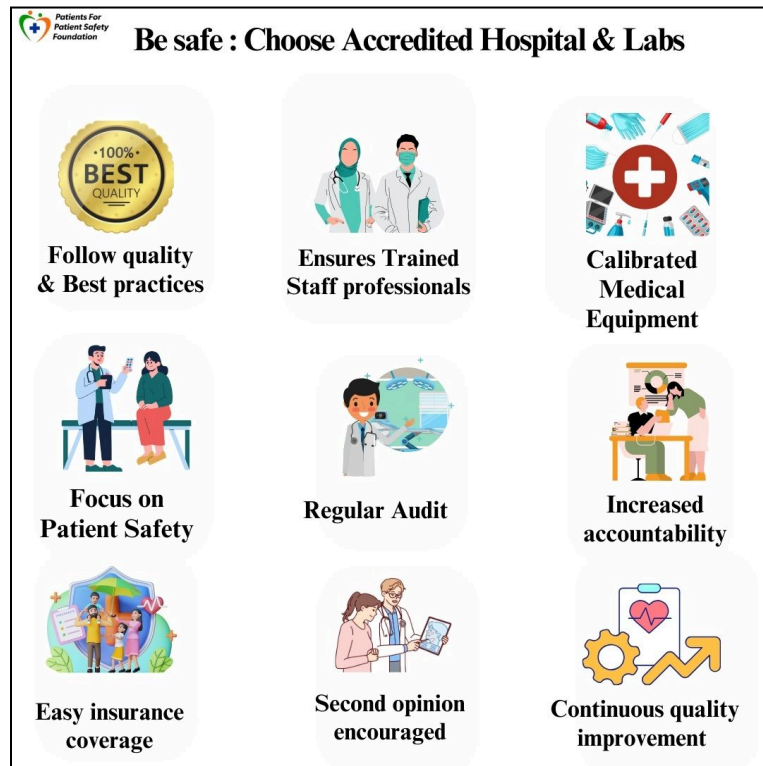 Patients For
Patient Safety
Foundation
Be safe : Choose Accredited Hospital & Labs
·100%·
BEST
QUALITY
Follow quality
& Best practices
Ensures Trained
Staff professionals
Calibrated
Medical
Equipment
Focus on
Patient Safety
Regular Audit
Increased
accountability
Easy insurance
coverage
Second opinion
encouraged
Continuous quality
improvement